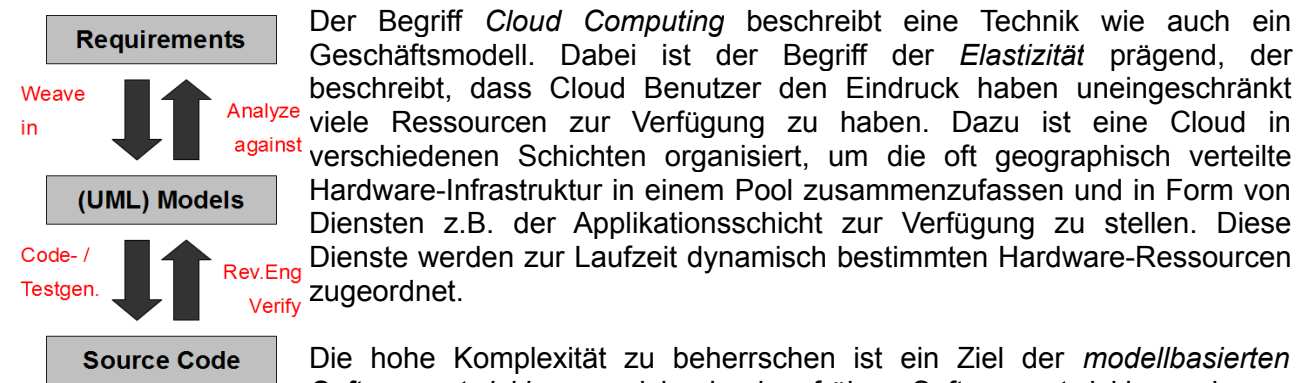 Requirements
Weave
in
Analyze
against
(UML) Models
Code- /
Testgen.
Rev.Eng
Verify
Source Code
Der Begriff Cloud Computing beschreibt eine Technik wie auch ein
Geschäftsmodell. Dabei ist der Begriff der Elastizität prägend, der
beschreibt, dass Cloud Benutzer den Eindruck haben uneingeschränkt
viele Ressourcen zur Verfügung zu haben. Dazu ist eine Cloud in
verschiedenen Schichten organisiert, um die oft geographisch verteilte
Hardware-Infrastruktur in einem Pool zusammenzufassen und in Form von
Diensten z.B. der Applikationsschicht zur Verfügung zu stellen. Diese
Dienste werden zur Laufzeit dynamisch bestimmten Hardware-Ressourcen
zugeordnet.
Die hohe Komplexität zu beherrschen ist ein Ziel der modellbasierten